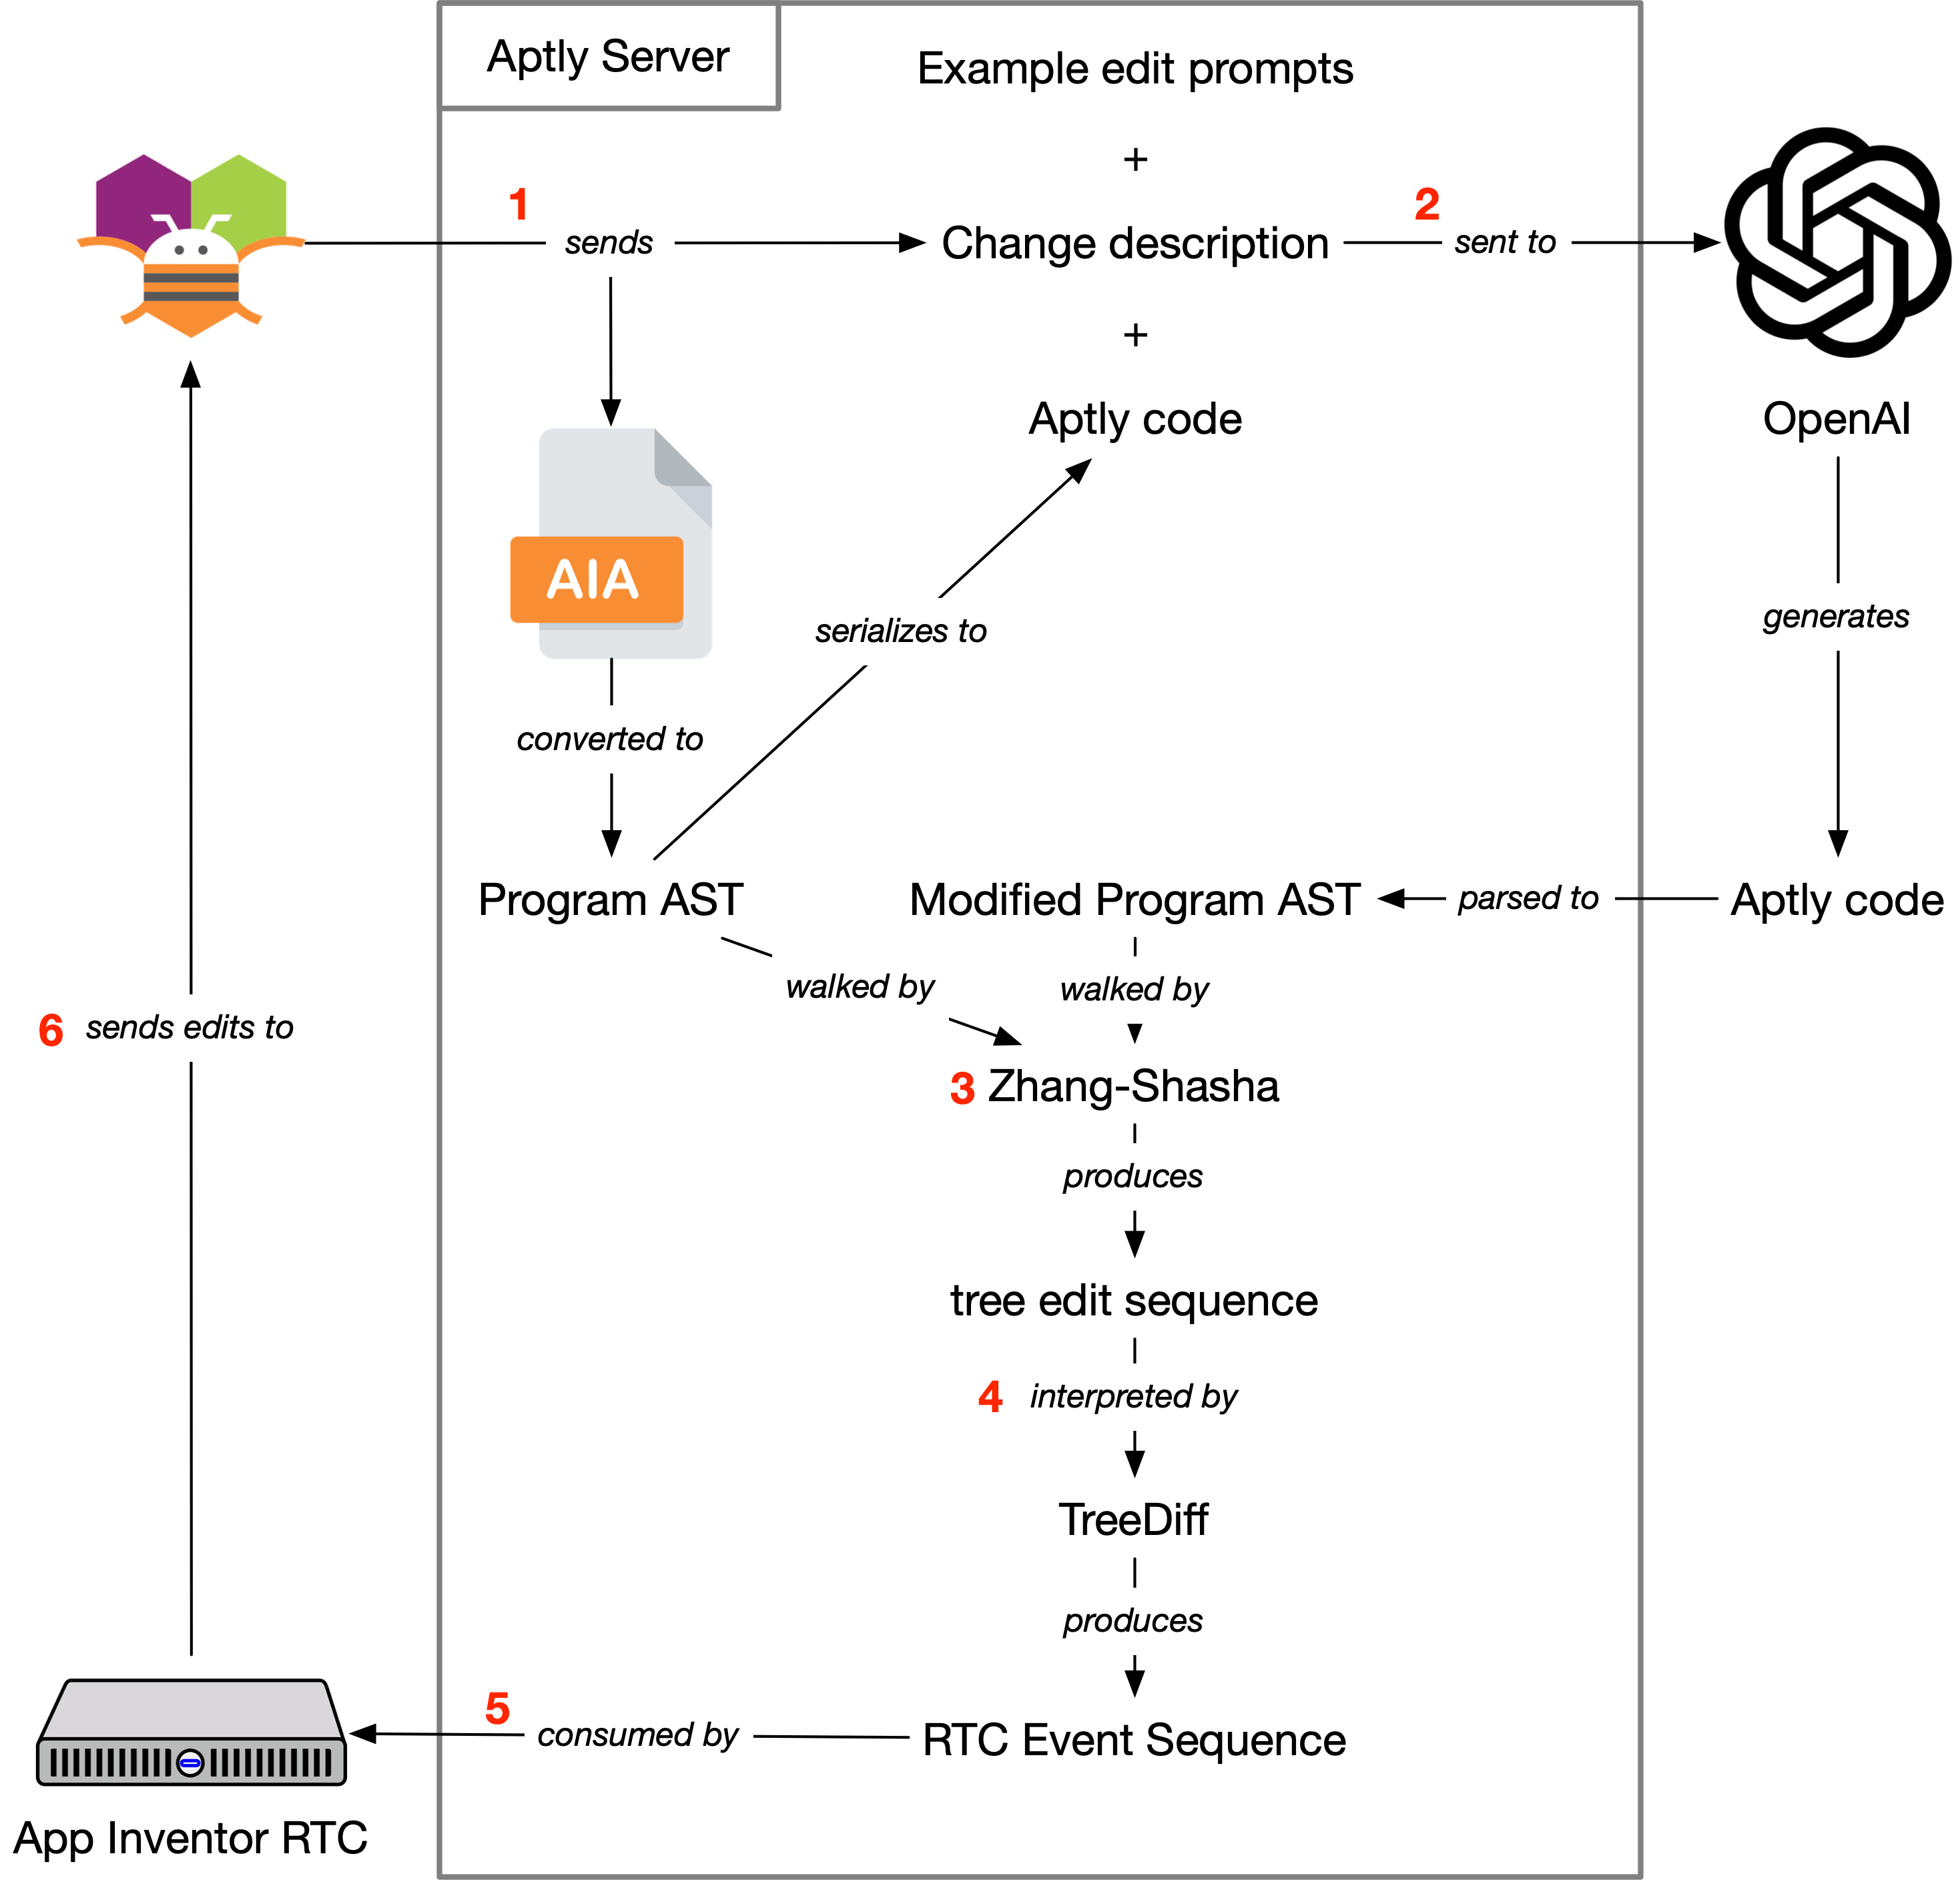 Aptly Server
Example edit prompts
+
1
sends
Change description
2
sent to
+
Aptly code
OpenAI
AIA
serializes to
generates
converted to
Program AST
Modified Program AST
parsed to
Aptly code
walked by
walked by
6 sends edits to
3 Zhang-Shasha
produces
tree edit sequence
4 interpreted by
TreeDiff
produces
5
consumed by
RTC Event Sequence
App Inventor RTC